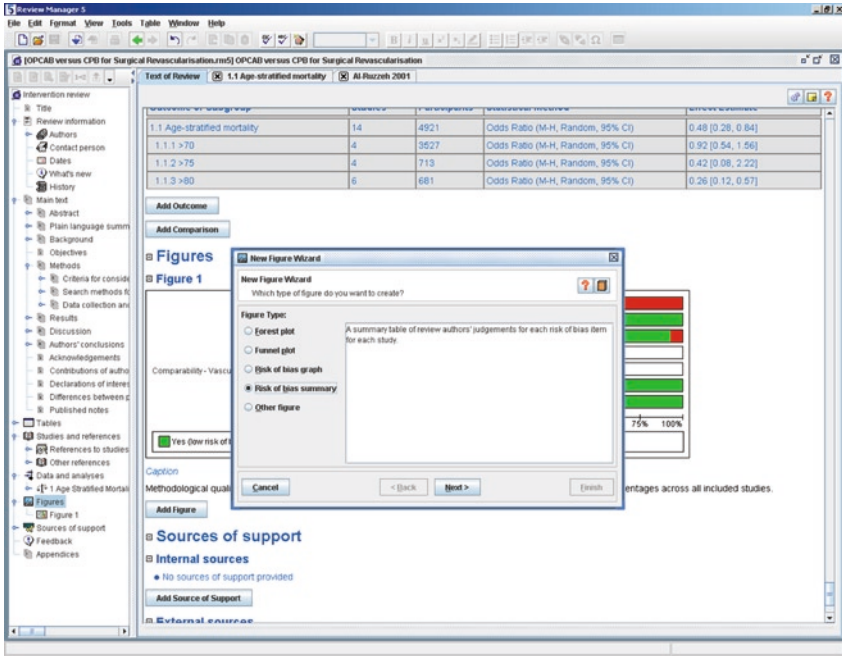 Review Manager 5
File Edit Format View Tools Table Window Help
[OPCAB versus CPB for Surgical Revascularisation.rm5] OPCAB versus CPB for Surgical Revascularisation
Text of Review
1.1 Age-stratified mortality
Al-Ruzzeh 2001
Intervention review
Title
Review information
Authors
Contact person
Dates
What's new
History
Main text
Abstract
Plain language summ
Background
Objectives
Methods
Criteria for conside
Search methods fo
Data collection and
Results
Discussion
Authors' conclusions
Acknowledgements
Contributions of autho
Declarations of interes
Differences between p
Published notes
Tables
Studies and references
References to studies
Other references
Data and analyses
1 Age Stratified Mortali
Figures
Figure 1
Sources of support
Feedback
Appendices
1.1 Age-stratified mortality 14 4921 Odds Ratio (M-H, Random, 95% CI) 0.48 [0.28, 0.84]
1.1.1 >70 4 3527 Odds Ratio (M-H, Random, 95% CI) 0.92 [0.54, 1.56]
1.1.2 >75 4 713 Odds Ratio (M-H, Random, 95% CI) 0.42 [0.08, 2.22]
1.1.3 >80 6 681 Odds Ratio (M-H, Random, 95% CI) 0.26 [0.12, 0.57]
Add Outcome
Add Comparison
Figures
Figure 1
Comparability - Vascu
75% 100%
Yes (low risk of b
Caption
Methodological quali
entages across all included studies.
Add Figure
New Figure Wizard
New Figure Wizard
Which type of figure do you want to create?
Figure Type:
Forest plot
Funnel plot
Risk of bias graph
Risk of bias summary
Other figure
A summary table of review authors' judgements for each risk of bias item
for each study.
Cancel < Back Next > Finish
Sources of support
Internal sources
No sources of support provided
Add Source of Support
External sources